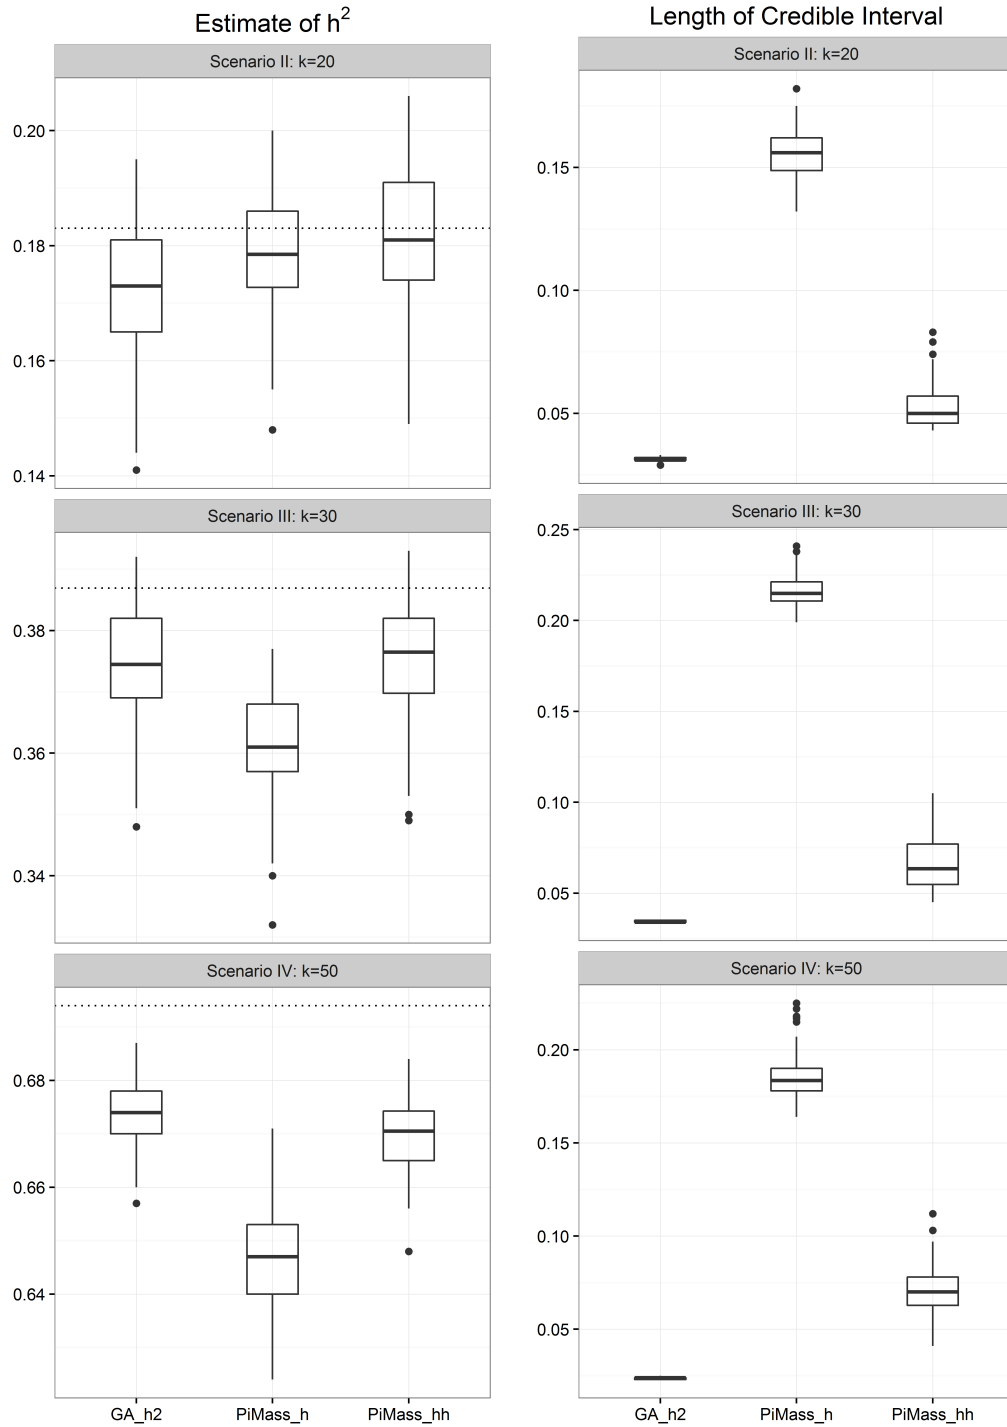 Estimate of h²
Scenario II: k=20
0.20
0.18
0.16
0.14
Scenario III: k=30
0.38
0.36
0.34
Scenario IV: k=50
0.68
0.66
0.64
GA_h2 PiMass_h PiMass_hh
Length of Credible Interval
Scenario II: k=20
0.15
0.10
0.05
Scenario III: k=30
0.25
0.20
0.15
0.10
0.05
Scenario IV: k=50
0.20
0.15
0.10
0.05
GA_h2 PiMass_h PiMass_hh